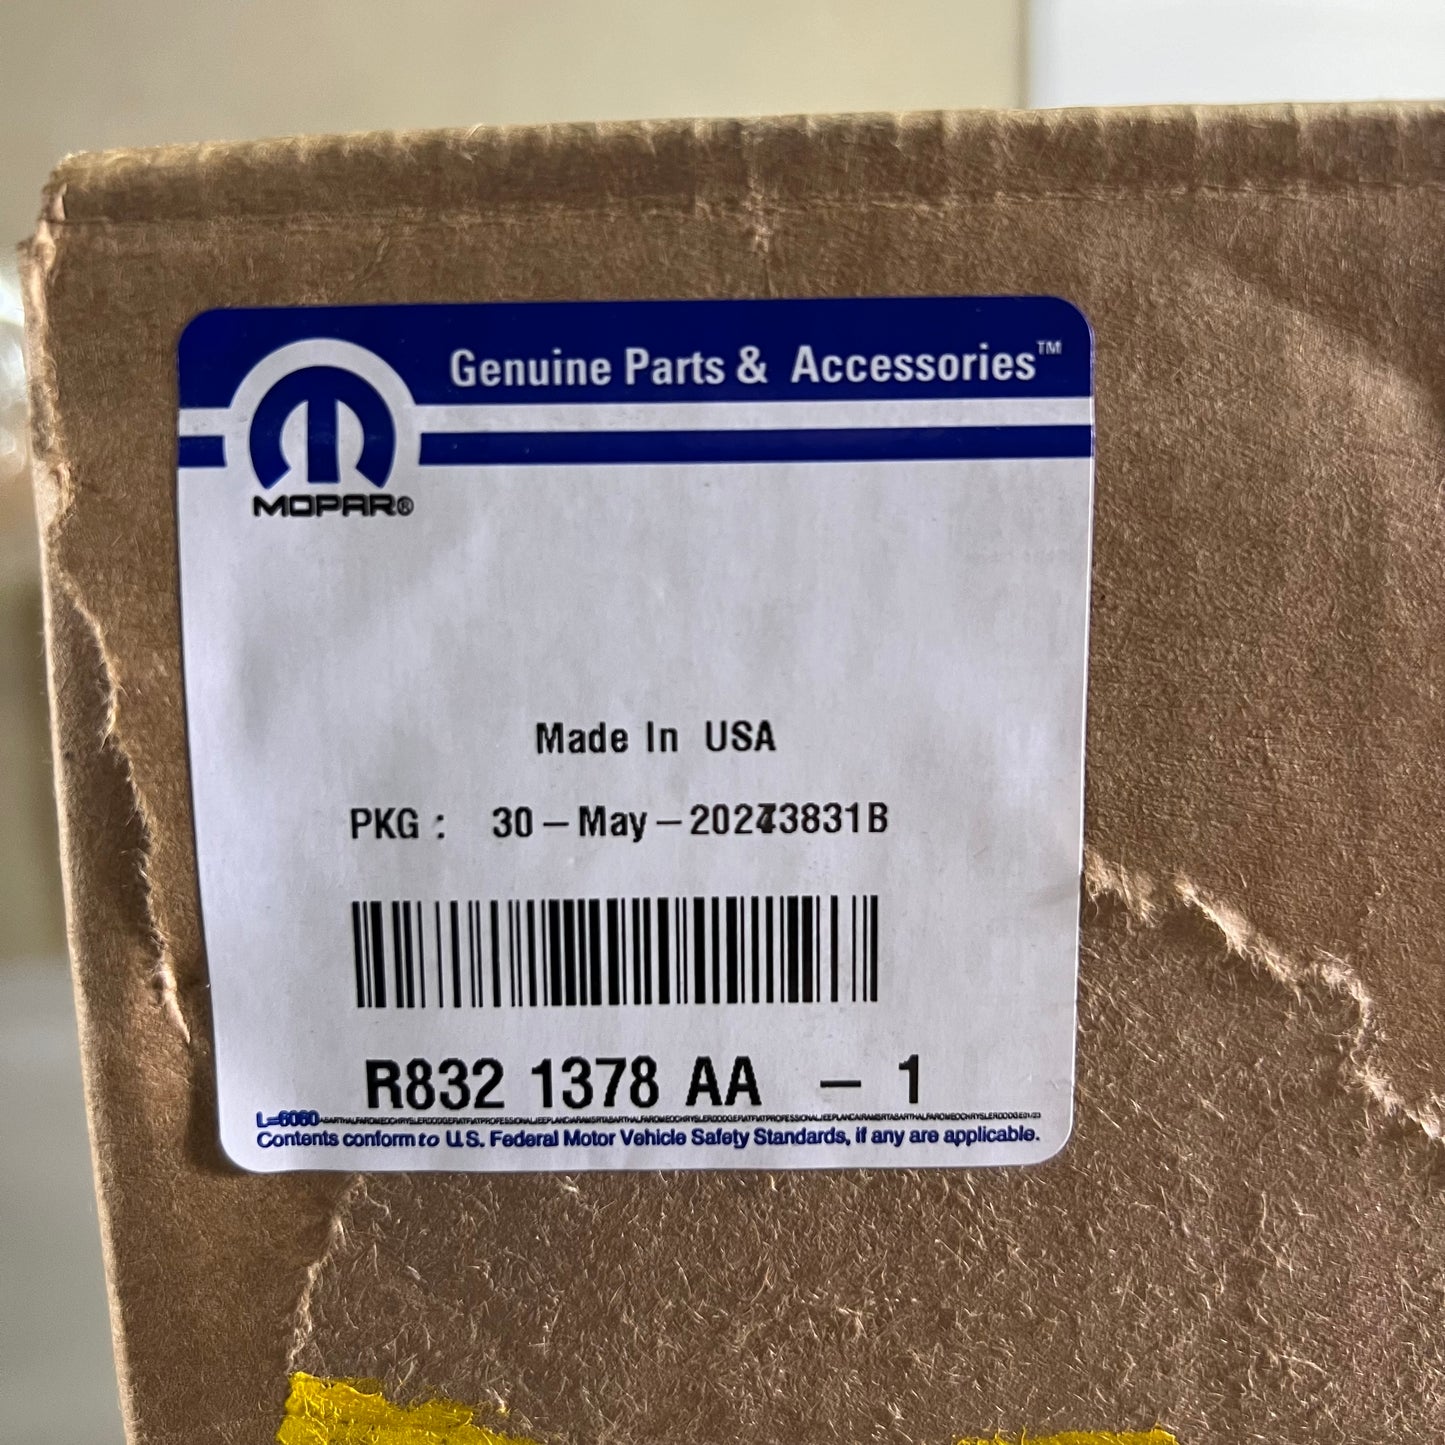 Genuine Parts & Accessories™
MOPAR®
Made In USA
PKG : 30-May-20243831B
R832 1378 AA - 1
L-6060
Contents conform to U.S. Federal Motor Vehicle Safety Standards, if any are applicable.